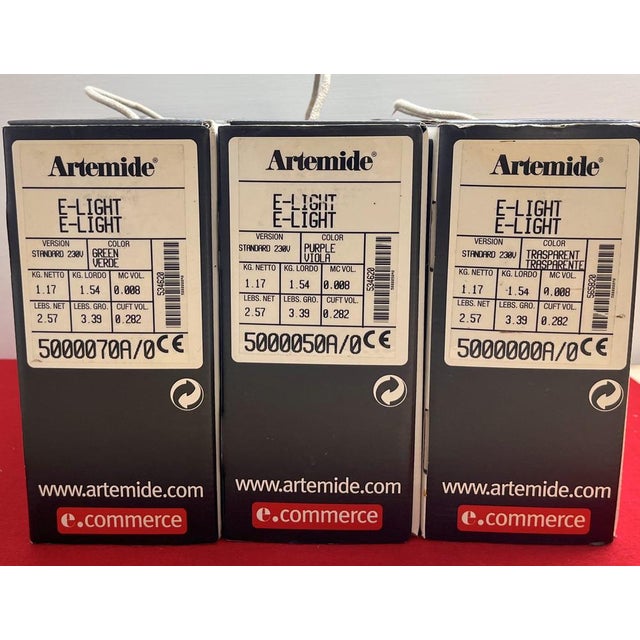 Artemide®
E-LIGHT
E-LIGHT
VERSION COLOR
STANDARD 230V GREEN
VERDE
KG. NETTO KG. LORDO MC VOL.
1.17 1.54 0.008
LEBS. NET LEBS. GRO. CUFT VOL.
2.57 3.39 0.282
534620
5000070A/0 CE
www.artemide.com
e.commerce
Artemide®
E-LIGHT
E-LIGHT
VERSION COLOR
STANDARD 230V PURPLE
VIOLA
KG. NETTO KG. LORDO MC VOL.
1.17 1.54 0.008
LEBS. NET LEBS. GRO. CUFT VOL.
2.57 3.39 0.282
534620
5000050A/0 CE
www.artemide.com
e.commerce
Artemide®
E-LIGHT
E-LIGHT
VERSION COLOR
STANDARD 230V TRASPARENT
TRASPARENTE
KG. NETTO KG. LORDO MC VOL.
1.17 1.54 0.008
LEBS. NET LEBS. GRO. CUFT VOL.
2.57 3.39 0.282
565020
5000000A/0 CE
www.artemide.com
e.commerce